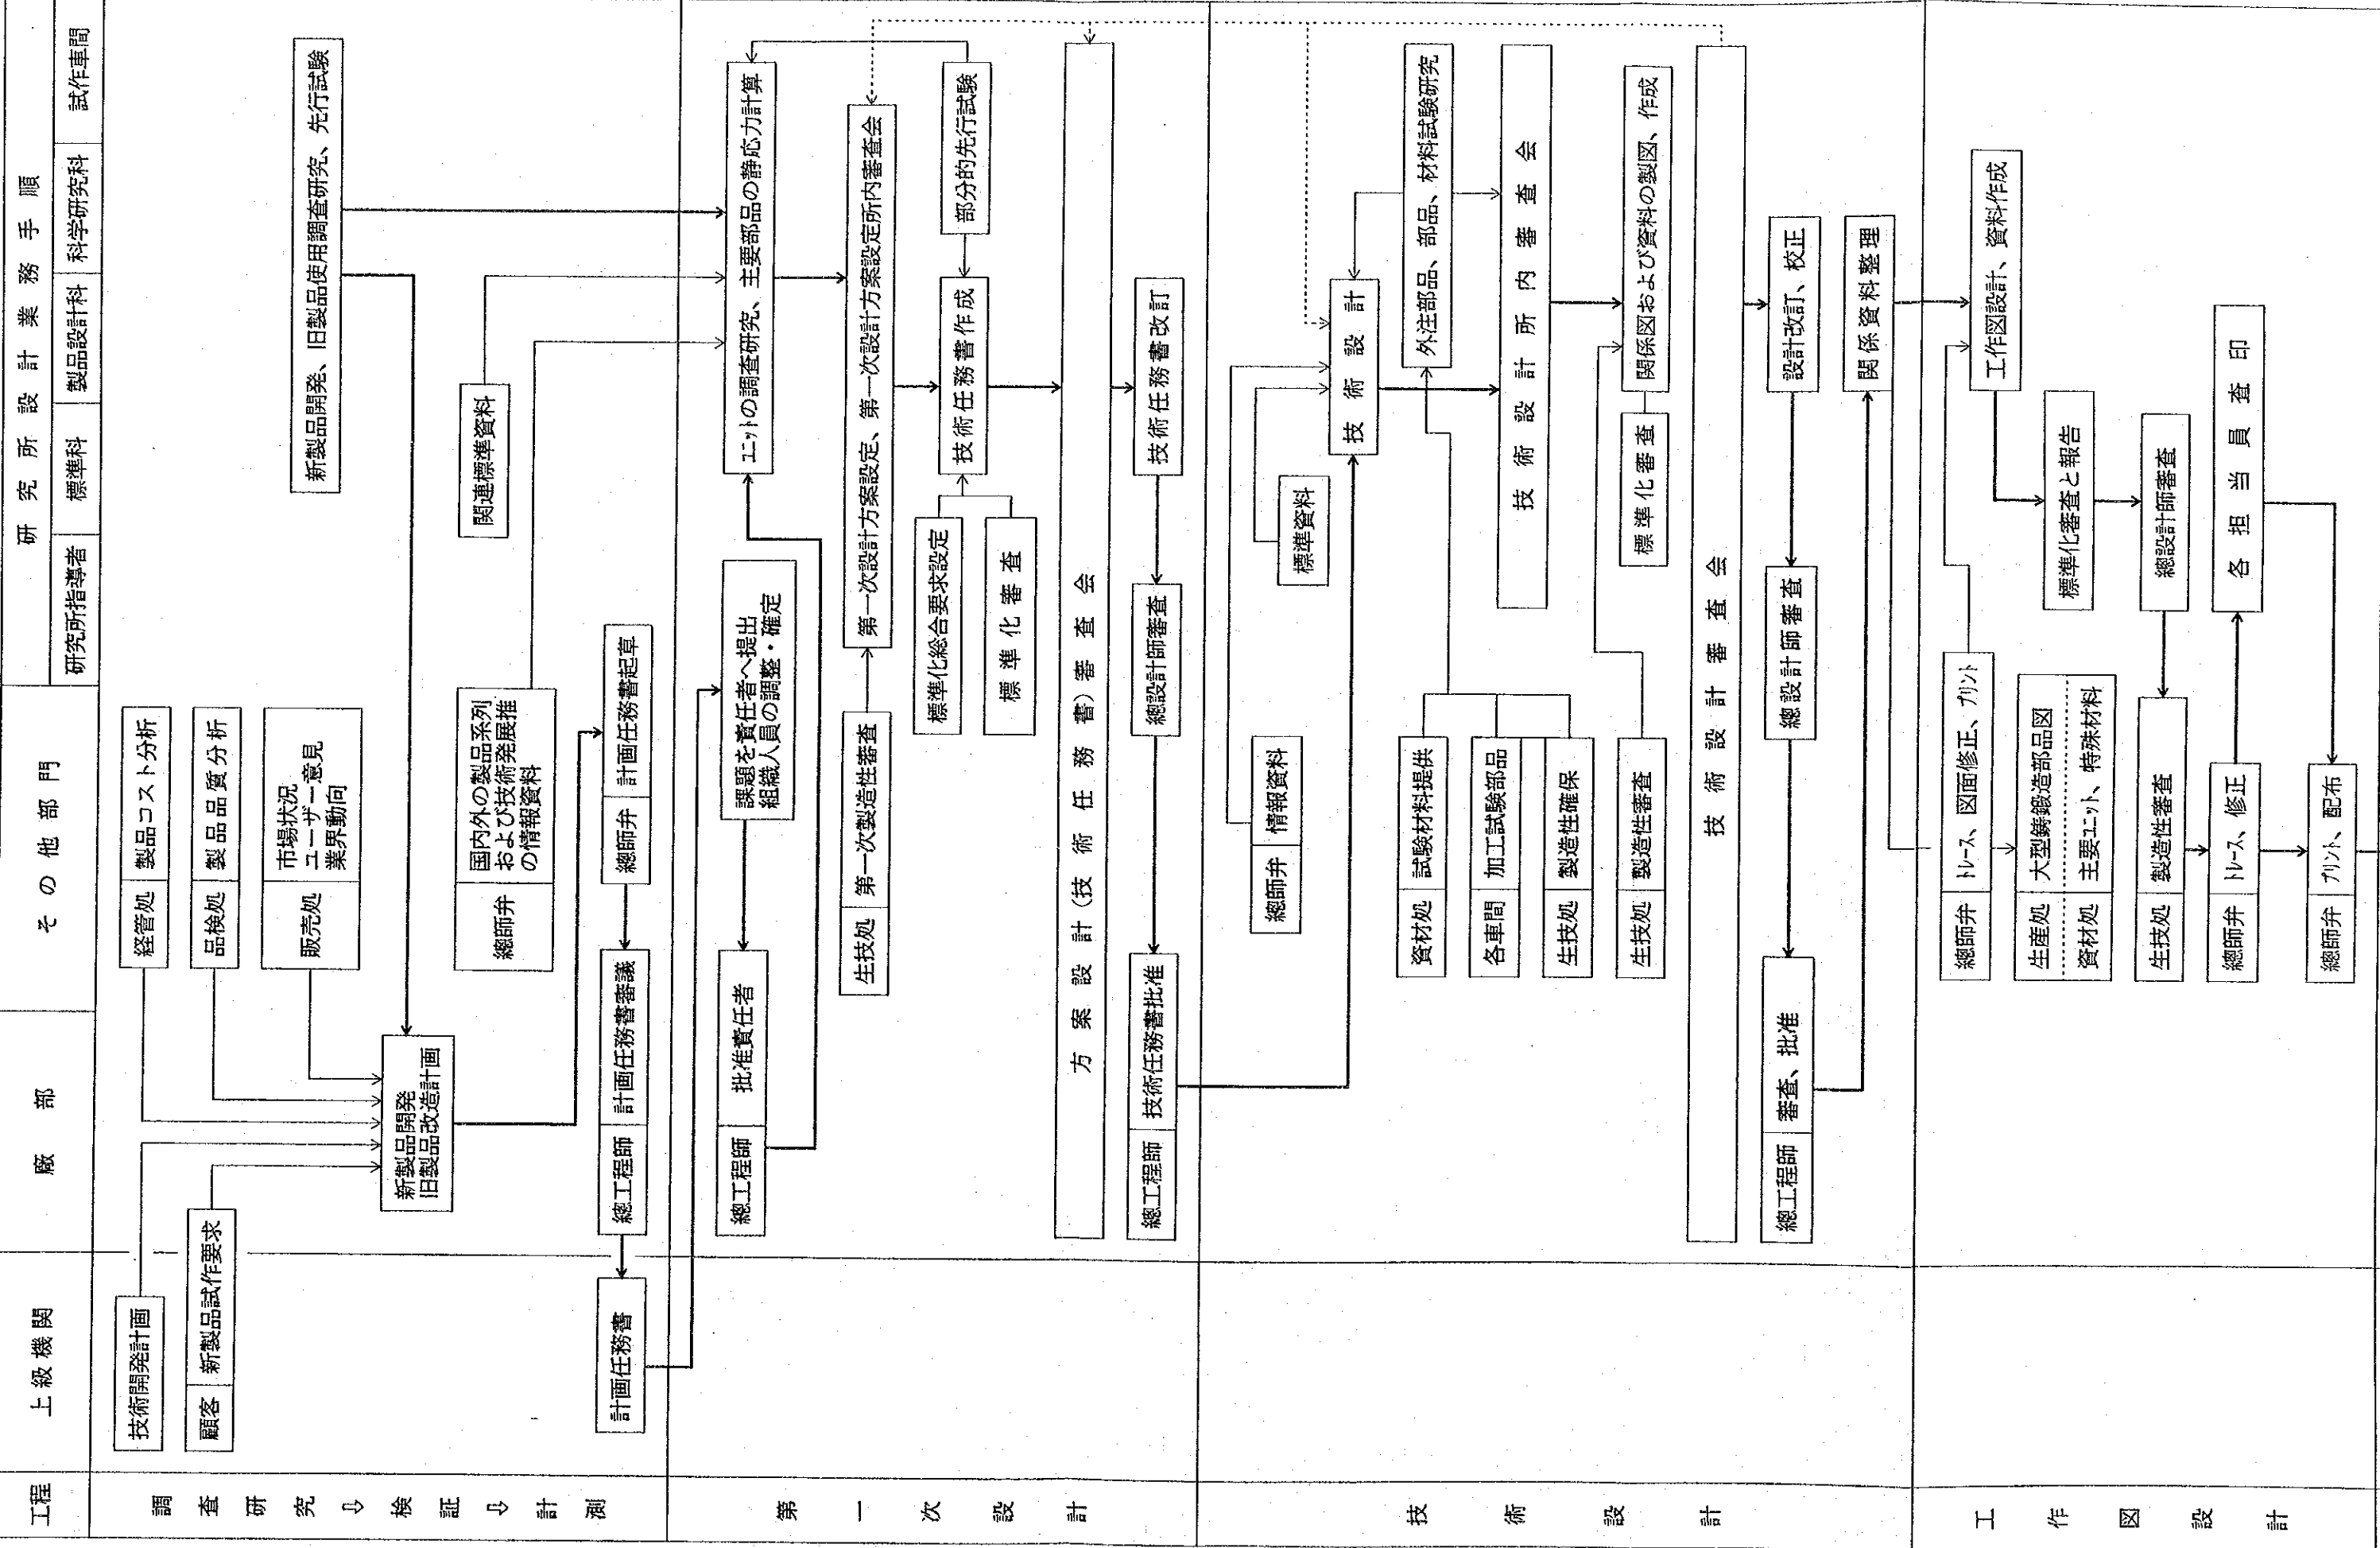 工程
上級機関
廠部
その他部門
研究所設計業務手順
研究所指導者
標準科
製品設計科
科学研究科
試作車間
調査研究⇨検証⇨計測
技術開発計画
顧客
新製品試作要求
経管処
製品コスト分析
品検処
製品品質分析
販売処
市場状況
ユーザー意見
業界動向
新製品開発、旧製品使用調査研究、先行試験
新製品開発
旧製品改造計画
總師弁
国内外の製品系列
および技術発展推
の情報資料
関連標準資料
計画任務書
總工程師
計画任務書審議
總師弁
計画任務書起草
第一次設計
總工程師
批准責任者
課題を責任者へ提出
組織人員の調整・確定
ユニットの調査研究、主要部品の静応力計算
生技処
第一次製造性審査
第一次設計方案設定、第一次設計方案設定所内審査会
標準化総合要求設定
標準化審査
技術任務書作成
部分的先行試験
方案設計(技術任務書)審査会
總工程師
技術任務書批准
總設計師審査
技術任務書改訂
技術設計
總師弁
情報資料
標準資料
技術設計
資材処
試験材料提供
外注部品、部品、材料試験研究
各車間
加工試験部品
技術設計所内審査会
生技処
製造性確保
生技処
製造性審査
標準化審査
関係図および資料の製図、作成
技術設計審査会
總工程師
審査、批准
總設計師審査
設計改訂、校正
関係資料整理
工作図設計
總師弁
トレース、図面修正、プリント
工作図設計、資料作成
生産処
大型鋳鍛造部品図
資材処
主要ユニット、特殊材料
標準化審査と報告
生技処
製造性審査
總設計師審査
總師弁
トレース、修正
各担当員査印
總師弁
プリント、配布